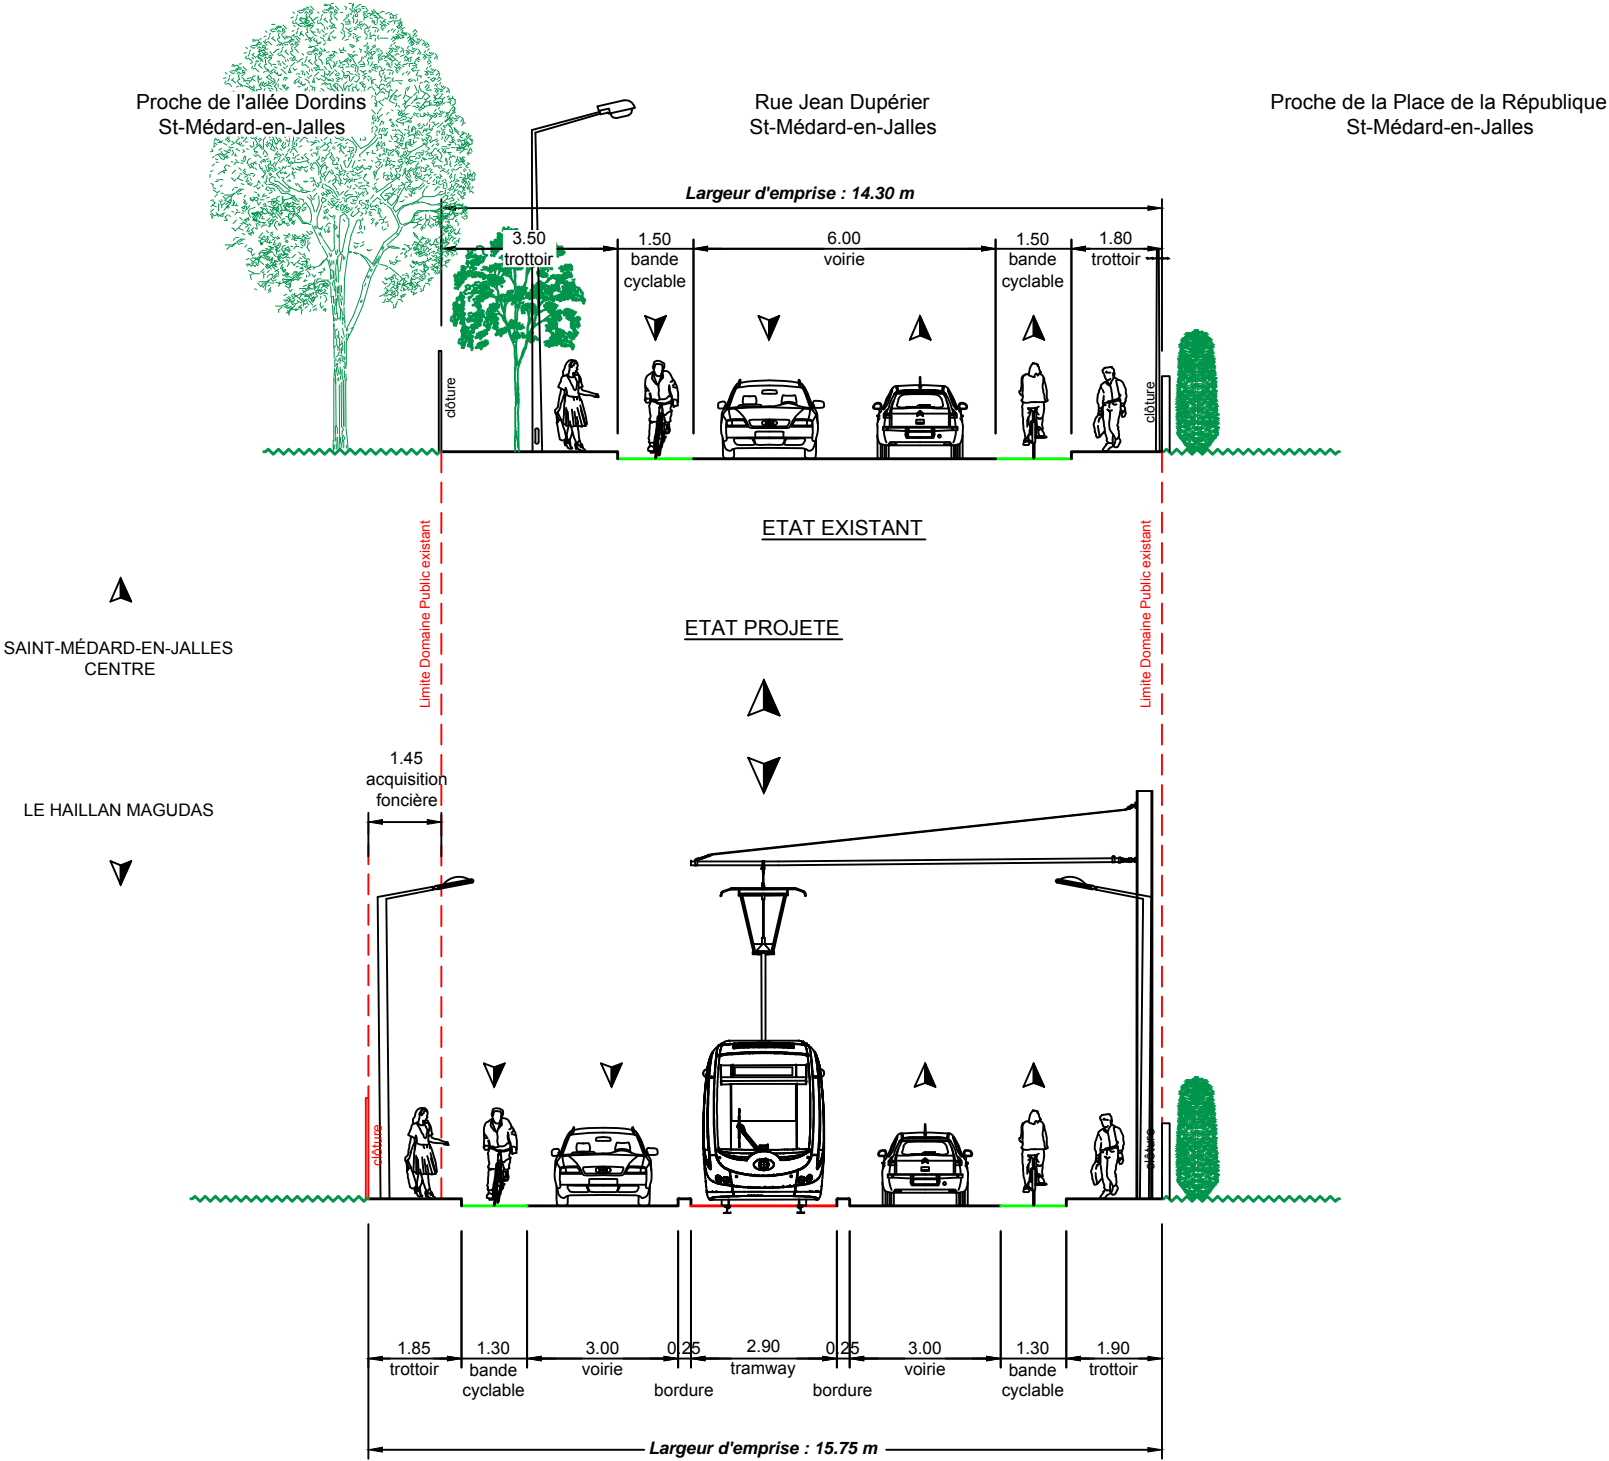 Proche de l'allée Dordins
St-Médard-en-Jalles
Rue Jean Dupérier
St-Médard-en-Jalles
Proche de la Place de la République
St-Médard-en-Jalles
Largeur d'emprise : 14.30 m
3.50
trottoir
1.50
bande
cyclable
6.00
voirie
1.50
bande
cyclable
1.80
trottoir
clôture
clôture
ETAT EXISTANT
Limite Domaine Public existant
Limite Domaine Public existant
ETAT PROJETE
SAINT-MÉDARD-EN-JALLES
CENTRE
LE HAILLAN MAGUDAS
1.45
acquisition
foncière
clôture
clôture
1.85
trottoir
1.30
bande
cyclable
3.00
voirie
0.25
bordure
2.90
tramway
0.25
bordure
3.00
voirie
1.30
bande
cyclable
1.90
trottoir
Largeur d'emprise : 15.75 m